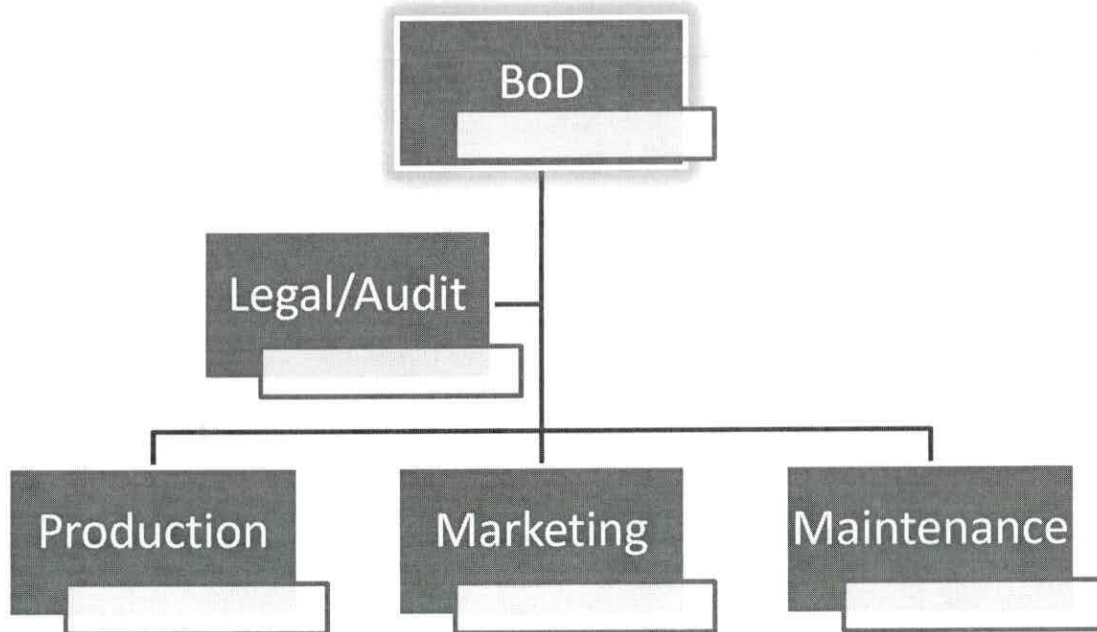 BoD
Legal/Audit
Production
Marketing
Maintenance